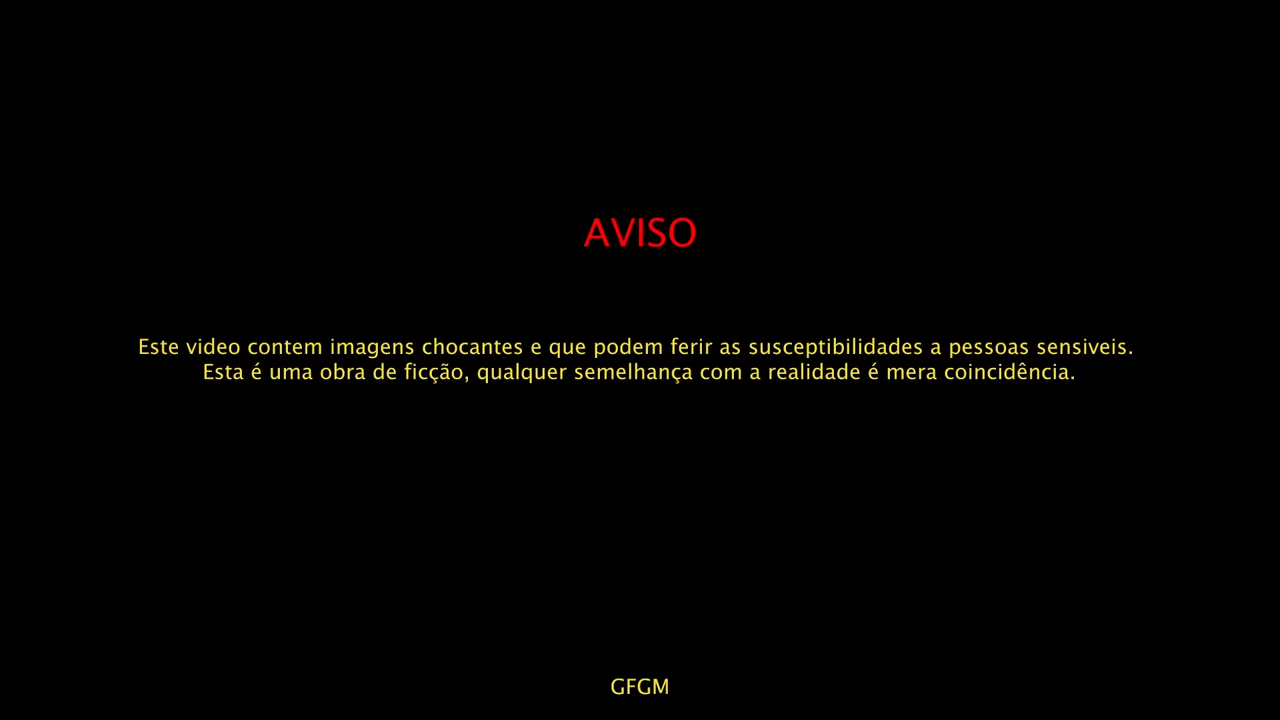 AVISO
Este video contem imagens chocantes e que podem ferir as susceptibilidades a pessoas sensiveis.
Esta é uma obra de ficção, qualquer semelhança com a realidade é mera coincidência.
GFGM